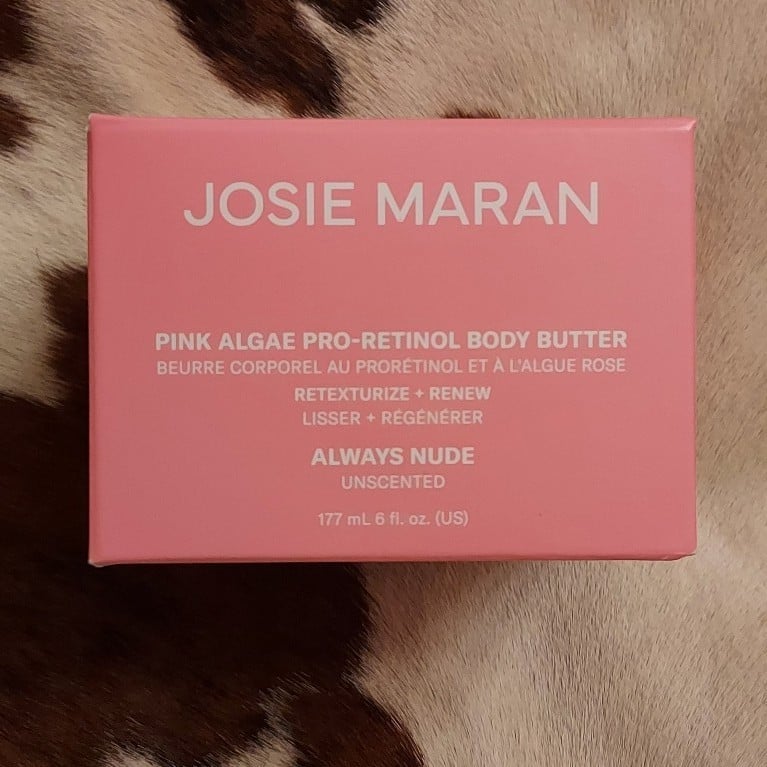 JOSIE MARAN
PINK ALGAE PRO-RETINOL BODY BUTTER
BEURRE CORPOREL AU PRORÉTINOL ET À L'ALGUE ROSE
RETEXTURIZE + RENEW
LISSER + RÉGÉNÉRER
ALWAYS NUDE
UNSCENTED
177 mL 6 fl. oz. (US)